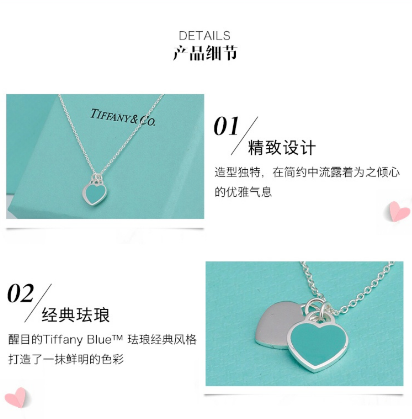 DETAILS
产品细节
TIFFANY & CO.
01
精致设计
造型独特，在简约中流露着为之倾心
的优雅气息
02
经典珐琅
醒目的Tiffany Blue™ 珐琅经典风格
打造了一抹鲜明的色彩